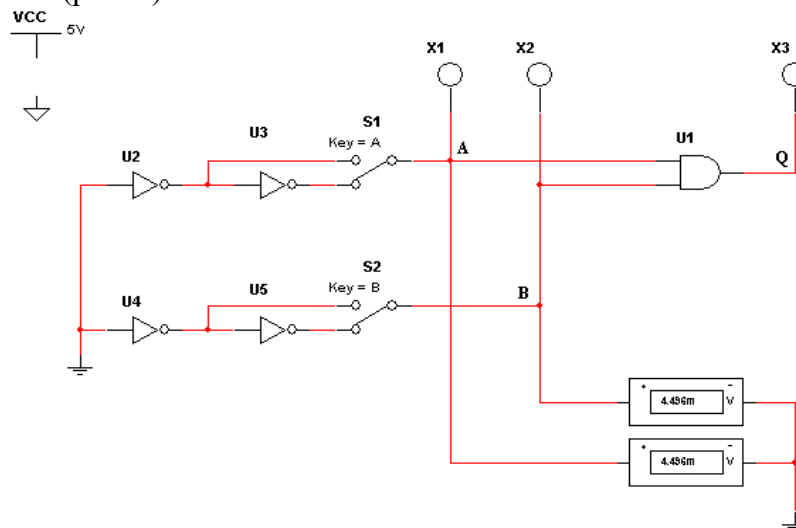 VCC
5V
X1
X2
X3
U3
S1
Key = A
A
U1
Q
U2
U5
S2
Key = B
B
U4
+
4.496m
–
V
+
4.496m
–
V